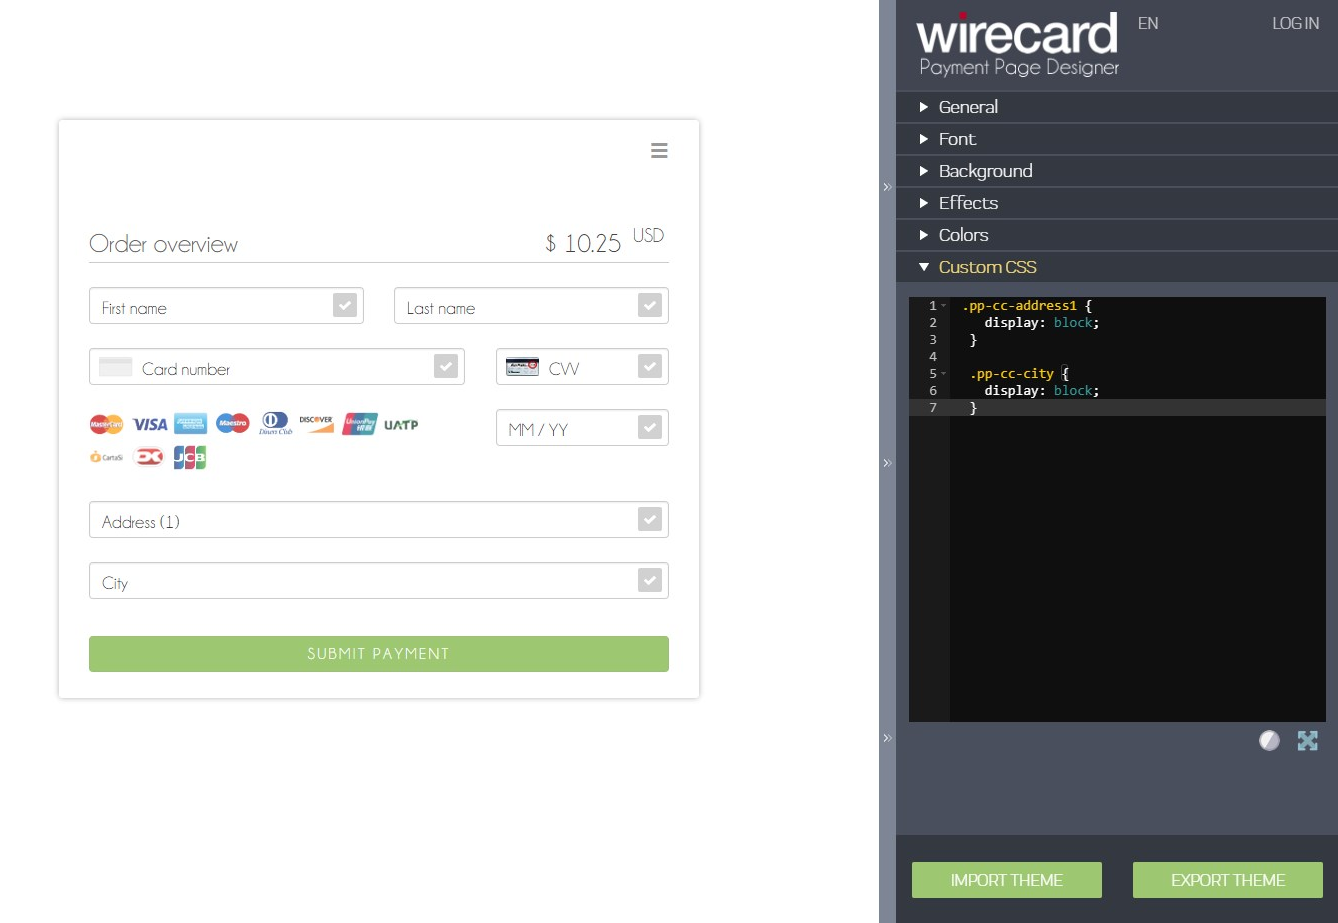 Order overview
$ 10.25 USD
First name
Last name
Card number
CVV
MasterCard VISA AMERICAN EXPRESS Maestro Diners Club DISCOVER UnionPay UATP
MM / YY
CartaSi DK JCB
Address (1)
City
SUBMIT PAYMENT
wirecard
Payment Page Designer
EN
LOG IN
General
Font
Background
Effects
Colors
Custom CSS
1 .pp-cc-address1 {
2 display: block;
3 }
4
5 .pp-cc-city {
6 display: block;
7 }
IMPORT THEME
EXPORT THEME